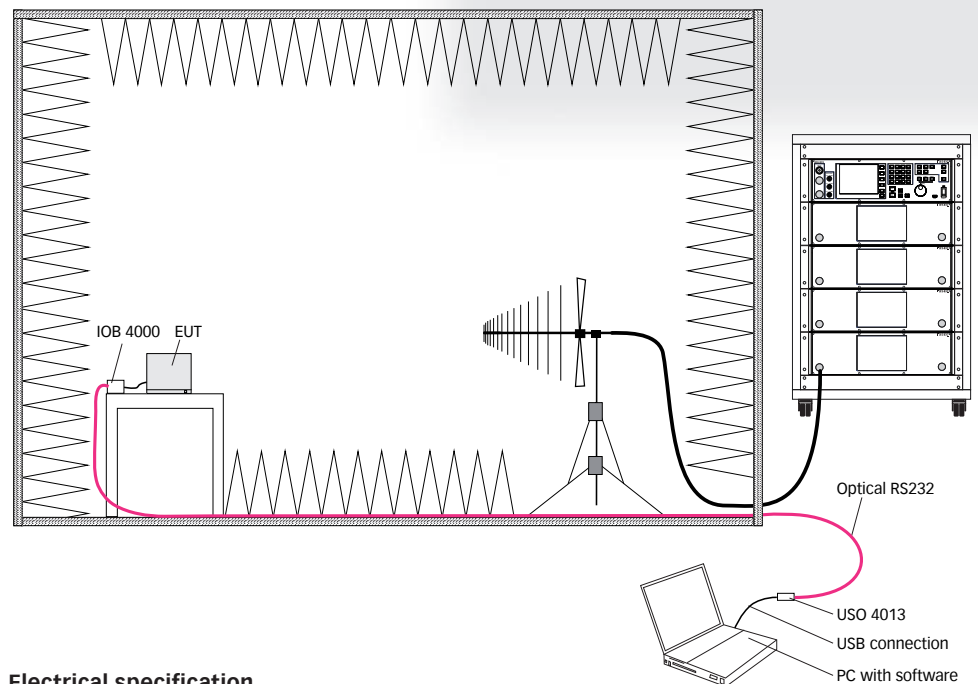 IOB 4000 EUT
Optical RS232
USO 4013
USB connection
PC with software
Electrical specification